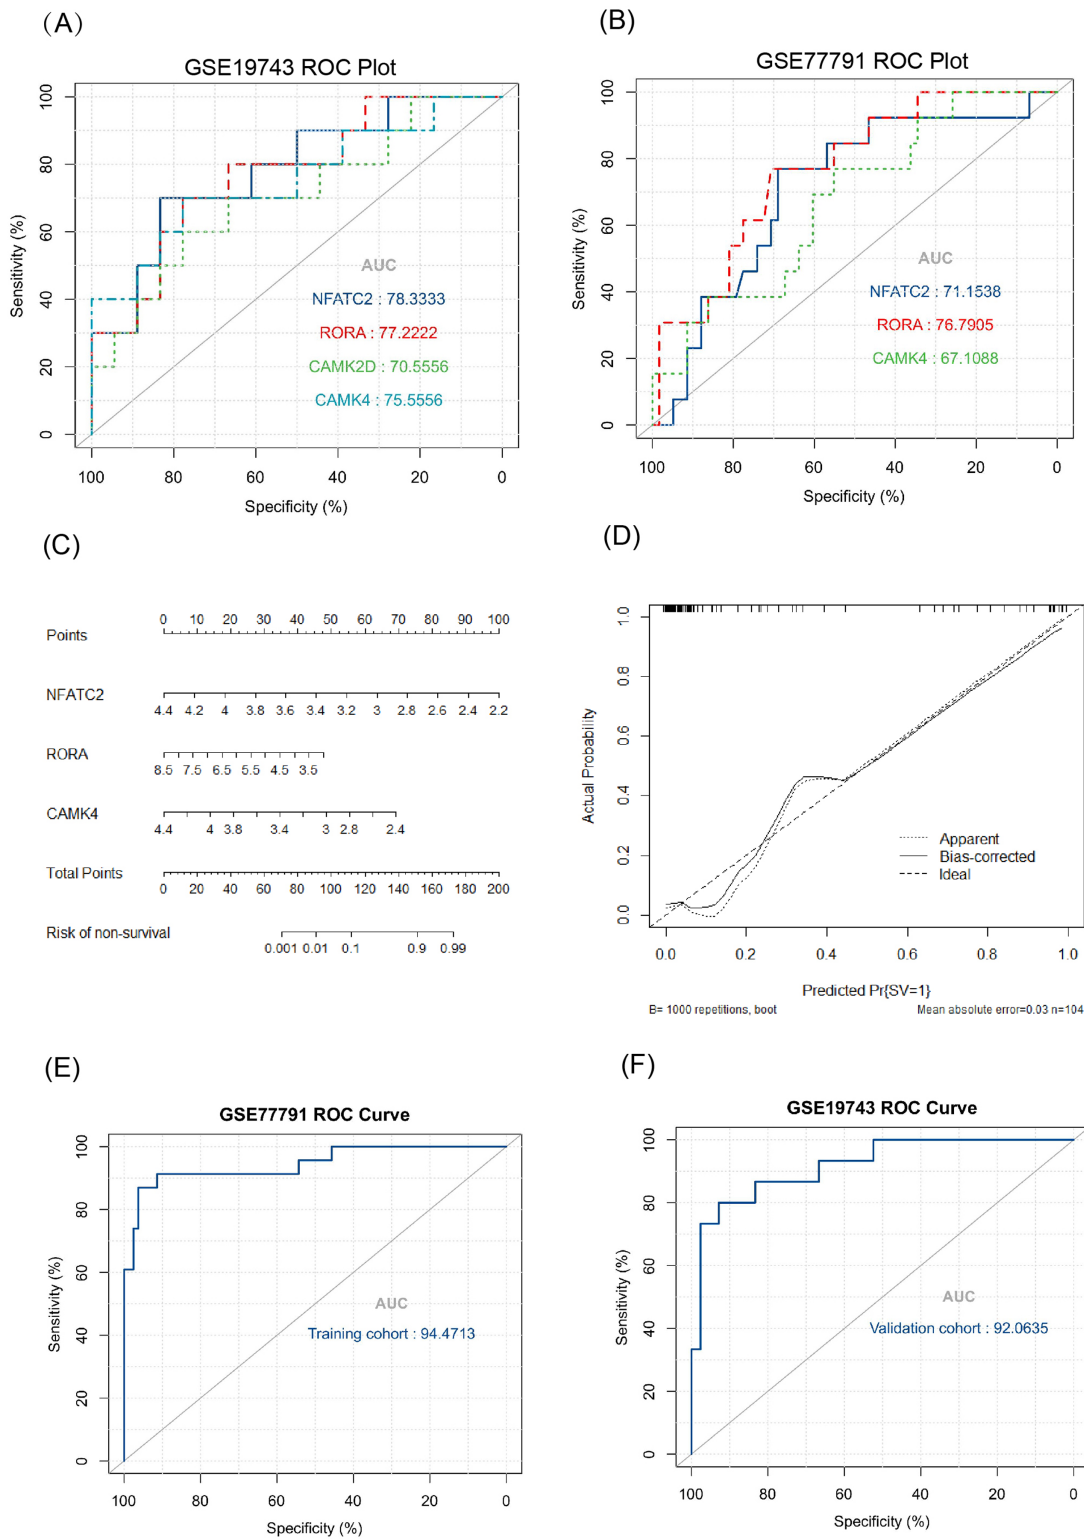 (A)
GSE19743 ROC Plot
100
80
60
40
20
0
Sensitivity (%)
AUC
NFATC2 : 78.3333
RORA : 77.2222
CAMK2D : 70.5556
CAMK4 : 75.5556
100 80 60 40 20 0
Specificity (%)
(B)
GSE77791 ROC Plot
100
80
60
40
20
0
Sensitivity (%)
AUC
NFATC2 : 71.1538
RORA : 76.7905
CAMK4 : 67.1088
100 80 60 40 20 0
Specificity (%)
(C)
0 10 20 30 40 50 60 70 80 90 100
Points
NFATC2
4.4 4.2 4 3.8 3.6 3.4 3.2 3 2.8 2.6 2.4 2.2
RORA
8.5 7.5 6.5 5.5 4.5 3.5
CAMK4
4.4 4 3.8 3.4 3 2.8 2.4
Total Points
0 20 40 60 80 100 120 140 160 180 200
Risk of non-survival
0.001 0.01 0.1 0.9 0.99
(D)
1.0
0.8
0.6
0.4
0.2
0.0
Actual Probability
Apparent
Bias-corrected
Ideal
0.0 0.2 0.4 0.6 0.8 1.0
Predicted Pr{SV=1}
B= 1000 repetitions, boot
Mean absolute error=0.03 n=104
(E)
GSE77791 ROC Curve
100
80
60
40
20
0
Sensitivity (%)
AUC
Training cohort : 94.4713
100 80 60 40 20 0
Specificity (%)
(F)
GSE19743 ROC Curve
100
80
60
40
20
0
Sensitivity (%)
AUC
Validation cohort : 92.0635
100 80 60 40 20 0
Specificity (%)